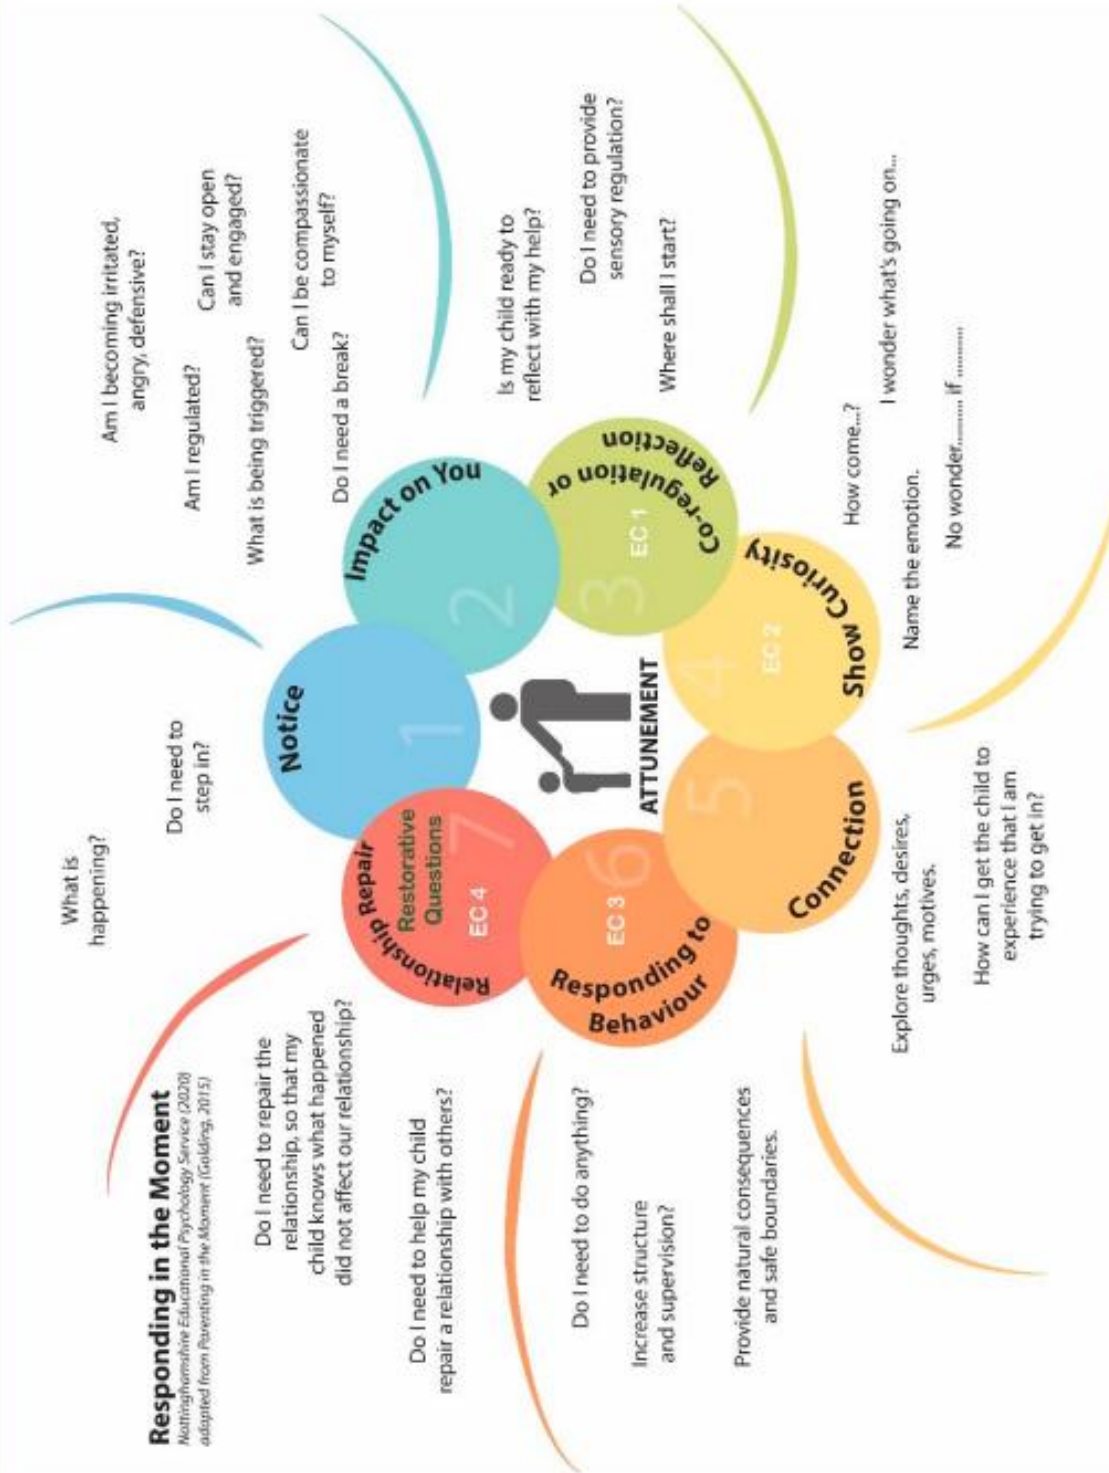 Responding in the Moment
Nottinghamshire Educational Psychology Service (2020)
adapted from Parenting in the Moment (Golding, 2015)
What is
happening?
Do I need to
step in?
Notice
1
Am I becoming irritated,
angry, defensive?
Am I regulated?
Can I stay open
and engaged?
What is being triggered?
Can I be compassionate
to myself?
Do I need a break?
Impact on You
2
Is my child ready to
reflect with my help?
Do I need to provide
sensory regulation?
Where shall I start?
Co-regulation or
Reflection
EC 1
3
How come...?
I wonder what's going on...
Name the emotion.
No wonder.......... if ...........
Show Curiosity
EC 2
4
Explore thoughts, desires,
urges, motives.
How can I get the child to
experience that I am
trying to get in?
Connection
5
Do I need to do anything?
Increase structure
and supervision?
Provide natural consequences
and safe boundaries.
Responding to
Behaviour
EC 3
6
Do I need to repair the
relationship, so that my
child knows what happened
did not affect our relationship?
Do I need to help my child
repair a relationship with others?
Relationship Repair
Restorative
Questions
EC 4
7
ATTUNEMENT